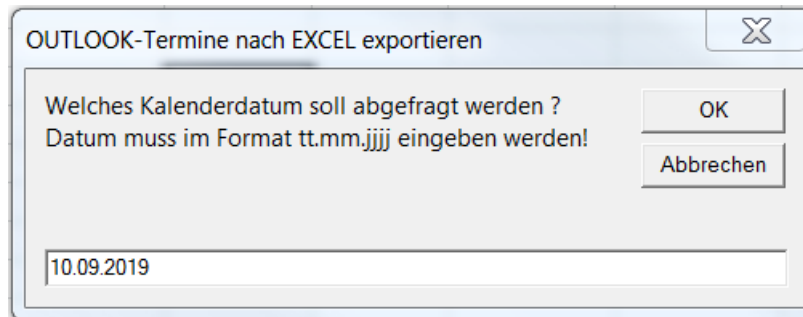 OUTLOOK-Termine nach EXCEL exportieren
Welches Kalenderdatum soll abgefragt werden ?
Datum muss im Format tt.mm.jjjj eingeben werden!
OK
Abbrechen
10.09.2019